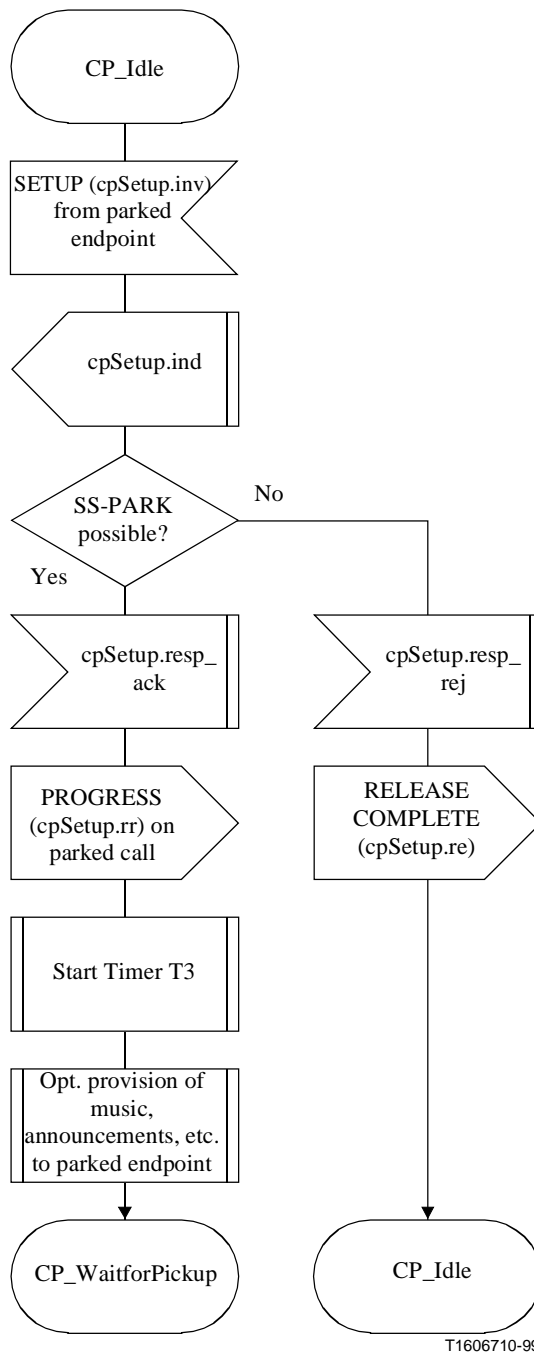 CP_Idle
SETUP (cpSetup.inv)
from parked
endpoint
cpSetup.ind
SS-PARK
possible?
No
Yes
cpSetup.resp_
ack
cpSetup.resp_
rej
PROGRESS
(cpSetup.rr) on
parked call
RELEASE
COMPLETE
(cpSetup.re)
Start Timer T3
Opt. provision of
music,
announcements, etc.
to parked endpoint
CP_WaitforPickup
CP_Idle
T1606710-99